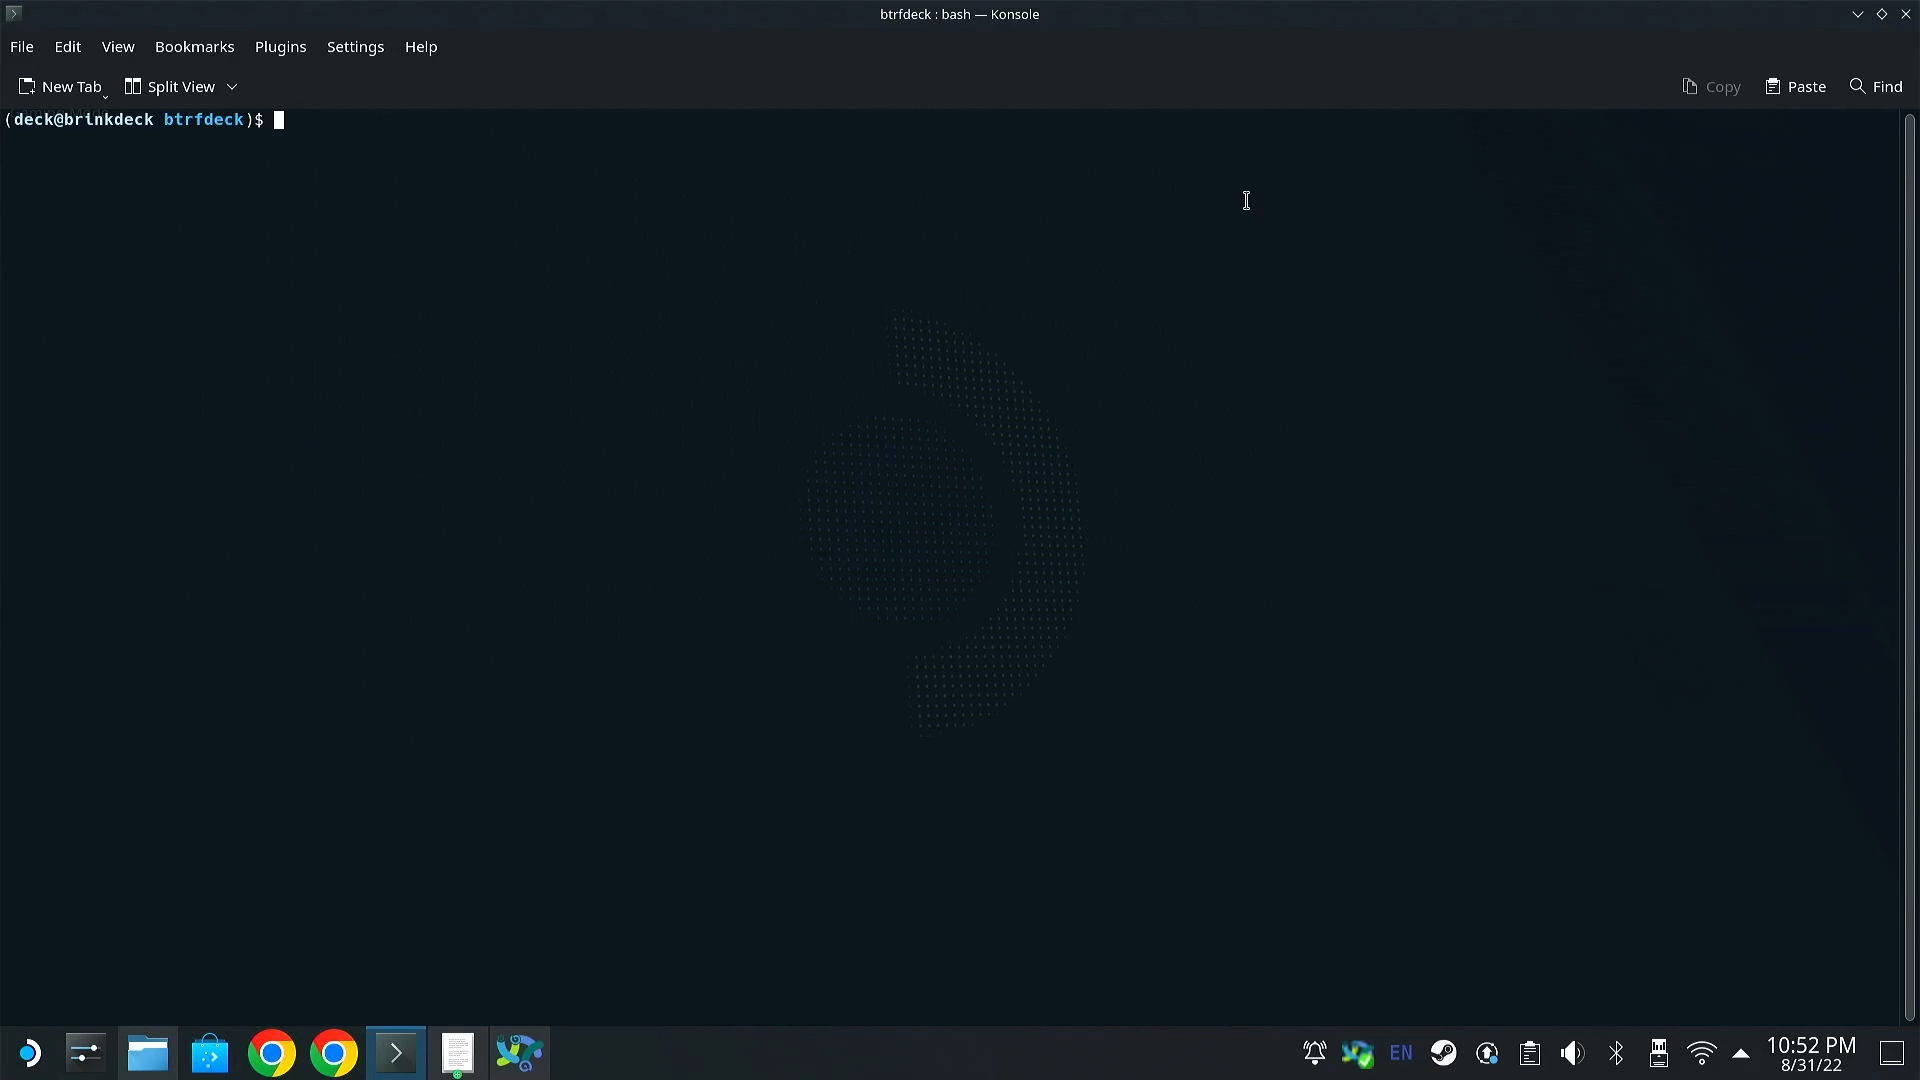 btrfdeck : bash — Konsole
File Edit View Bookmarks Plugins Settings Help
New Tab Split View Copy Paste Find
(deck@brinkdeck btrfdeck)$
EN 10:52 PM
8/31/22